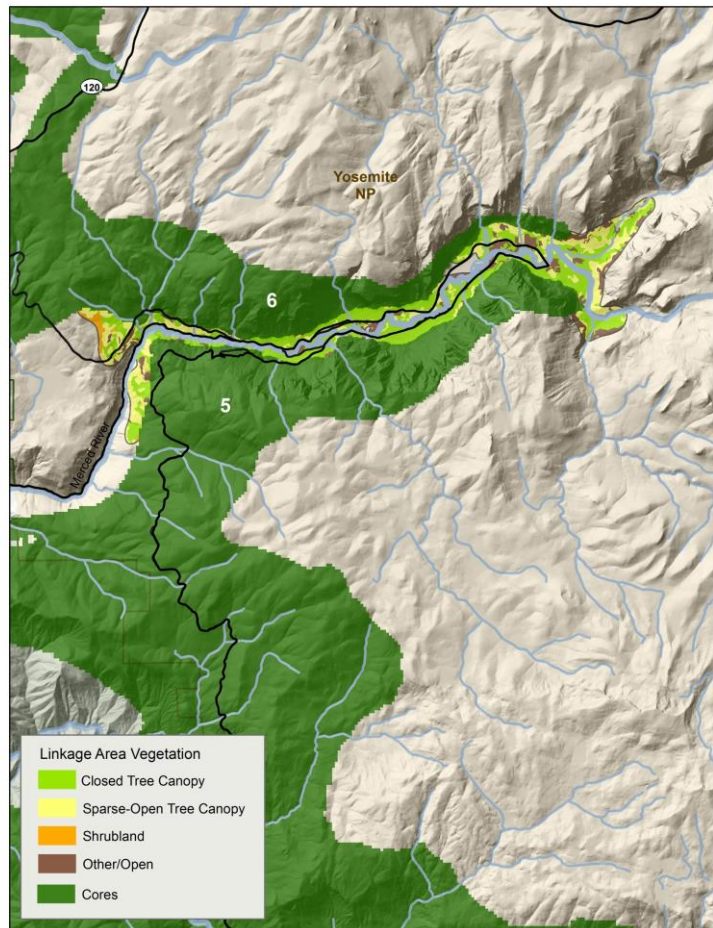 120
Yosemite
NP
6
5
Merced River
Linkage Area Vegetation
Closed Tree Canopy
Sparse-Open Tree Canopy
Shrubland
Other/Open
Cores